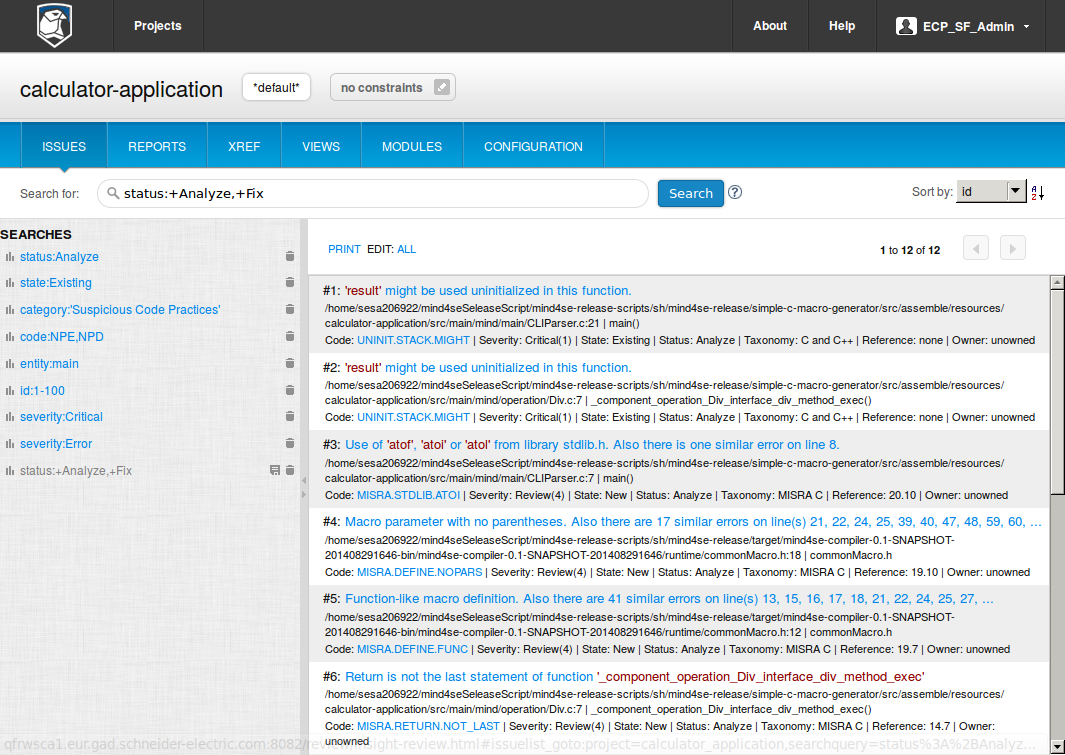 Projects
About
Help
ECP_SF_Admin
calculator-application
*default*
no constraints
ISSUES
REPORTS
XREF
VIEWS
MODULES
CONFIGURATION
Search for:
status:+Analyze,+Fix
Search
?
Sort by:
id
A
Z
SEARCHES
status:Analyze
state:Existing
category:'Suspicious Code Practices'
code:NPE,NPD
entity:main
id:1-100
severity:Critical
severity:Error
status:+Analyze,+Fix
PRINT EDIT: ALL
1 to 12 of 12
#1: 'result' might be used uninitialized in this function.
/home/sesa206922/mind4seSeleaseScript/mind4se-release-scripts/sh/mind4se-release/simple-c-macro-generator/src/assemble/resources/
calculator-application/src/main/mind/main/CLIParser.c:21 | main()
Code: UNINIT.STACK.MIGHT | Severity: Critical(1) | State: Existing | Status: Analyze | Taxonomy: C and C++ | Reference: none | Owner: unowned
#2: 'result' might be used uninitialized in this function.
/home/sesa206922/mind4seSeleaseScript/mind4se-release-scripts/sh/mind4se-release/simple-c-macro-generator/src/assemble/resources/
calculator-application/src/main/mind/operation/Div.c:7 | _component_operation_Div_interface_div_method_exec()
Code: UNINIT.STACK.MIGHT | Severity: Critical(1) | State: Existing | Status: Analyze | Taxonomy: C and C++ | Reference: none | Owner: unowned
#3: Use of 'atof', 'atoi' or 'atol' from library stdlib.h. Also there is one similar error on line 8.
/home/sesa206922/mind4seSeleaseScript/mind4se-release-scripts/sh/mind4se-release/simple-c-macro-generator/src/assemble/resources/
calculator-application/src/main/mind/main/CLIParser.c:7 | main()
Code: MISRA.STDLIB.ATOI | Severity: Review(4) | State: New | Status: Analyze | Taxonomy: MISRA C | Reference: 20.10 | Owner: unowned
#4: Macro parameter with no parentheses. Also there are 17 similar errors on line(s) 21, 22, 24, 25, 39, 40, 47, 48, 59, 60, ...
/home/sesa206922/mind4seSeleaseScript/mind4se-release-scripts/sh/mind4se-release/target/mind4se-compiler-0.1-SNAPSHOT-
201408291646-bin/mind4se-compiler-0.1-SNAPSHOT-201408291646/runtime/commonMacro.h:18 | commonMacro.h
Code: MISRA.DEFINE.NOPARS | Severity: Review(4) | State: New | Status: Analyze | Taxonomy: MISRA C | Reference: 19.10 | Owner: unowned
#5: Function-like macro definition. Also there are 41 similar errors on line(s) 13, 15, 16, 17, 18, 21, 22, 24, 25, 27, ...
/home/sesa206922/mind4seSeleaseScript/mind4se-release-scripts/sh/mind4se-release/target/mind4se-compiler-0.1-SNAPSHOT-
201408291646-bin/mind4se-compiler-0.1-SNAPSHOT-201408291646/runtime/commonMacro.h:12 | commonMacro.h
Code: MISRA.DEFINE.FUNC | Severity: Review(4) | State: New | Status: Analyze | Taxonomy: MISRA C | Reference: 19.7 | Owner: unowned
#6: Return is not the last statement of function '_component_operation_Div_interface_div_method_exec'
/home/sesa206922/mind4seSeleaseScript/mind4se-release-scripts/sh/mind4se-release/simple-c-macro-generator/src/assemble/resources/
calculator-application/src/main/mind/operation/Div.c:7 | _component_operation_Div_interface_div_method_exec()
Code: MISRA.RETURN.NOT_LAST | Severity: Review(4) | State: New | Status: Analyze | Taxonomy: MISRA C | Reference: 14.7 | Owner:
unowned
qfrwsca1.eur.gad.schneider-electric.com:8082/review/insight-review.html#issuelist_goto:project=calculator_application,searchquery=status%3A%2BAnalyz...